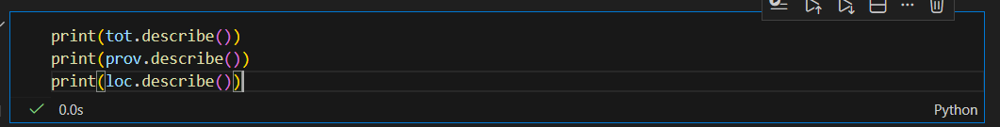 print(tot.describe())
print(prov.describe())
print(loc.describe())
0.0s
Python